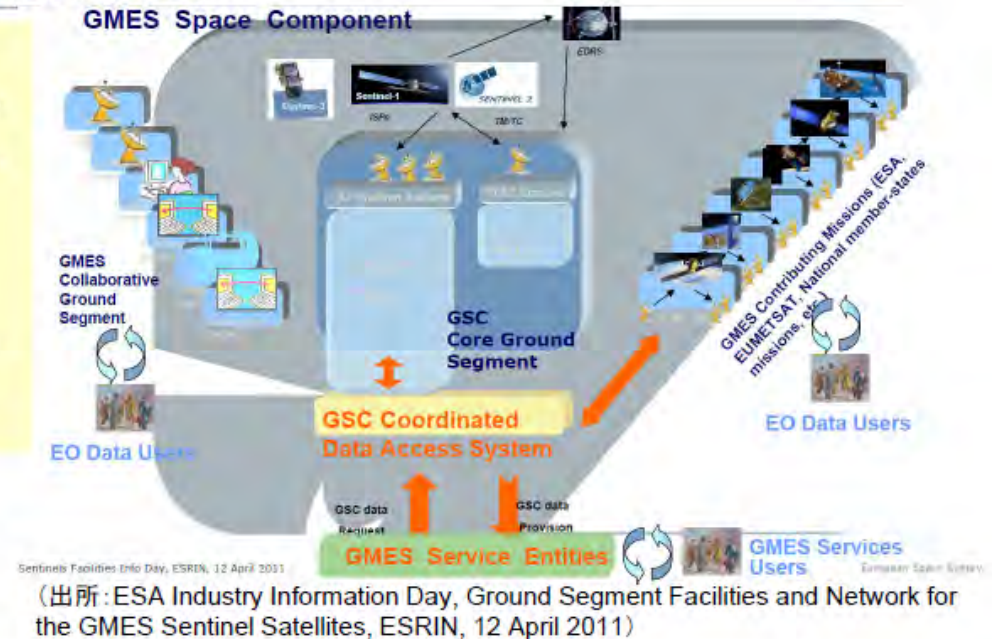 GMES Space Component
EDRS
Sentinel-3
Sentinel-1
SENTINEL 2
ISPs
TM/TC
GMES
Collaborative
Ground
Segment
GSC
Core Ground
Segment
GMES Contributing Missions (ESA,
EUMETSAT, National member-states
missions, etc.)
EO Data Users
EO Data Users
GSC Coordinated
Data Access System
GSC data
Request
GSC data
Provision
GMES Service Entities
GMES Services
Users
Sentinels Facilities Info Day, ESRIN, 12 April 2011
European Space Agency
（出所：ESA Industry Information Day, Ground Segment Facilities and Network for
the GMES Sentinel Satellites, ESRIN, 12 April 2011）